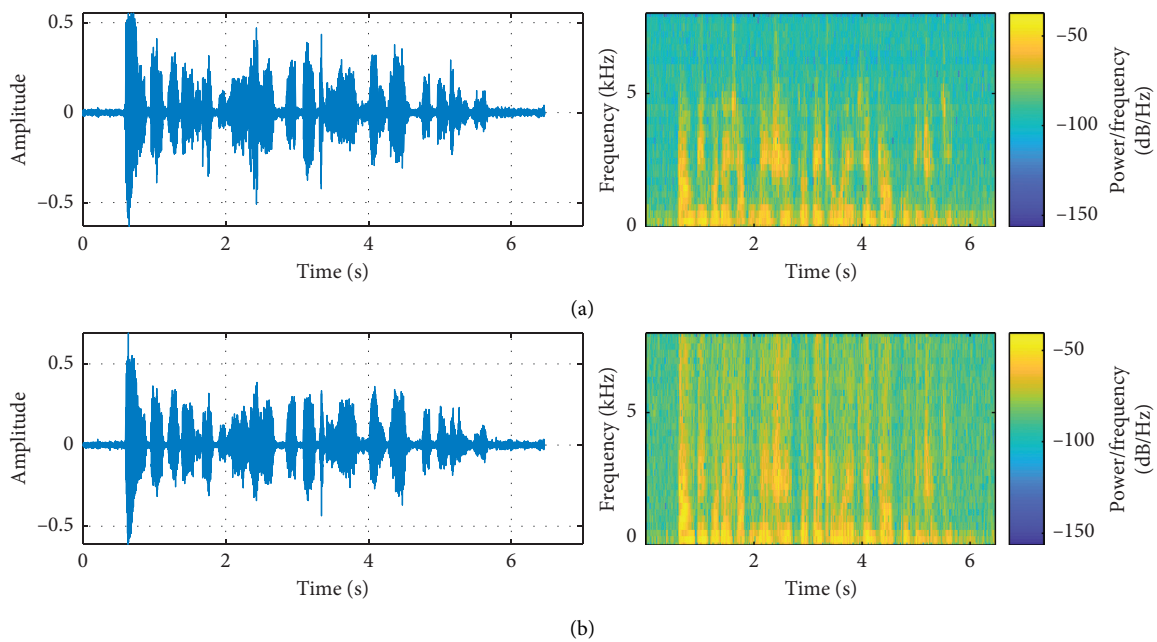 0.5
0
−0.5
Amplitude
0 2 4 6
Time (s)
5
0
Frequency (kHz)
2 4 6
Time (s)
−50
−100
−150
Power/frequency
(dB/Hz)
(a)
0.5
0
−0.5
Amplitude
0 2 4 6
Time (s)
5
0
Frequency (kHz)
2 4 6
Time (s)
−50
−100
−150
Power/frequency
(dB/Hz)
(b)